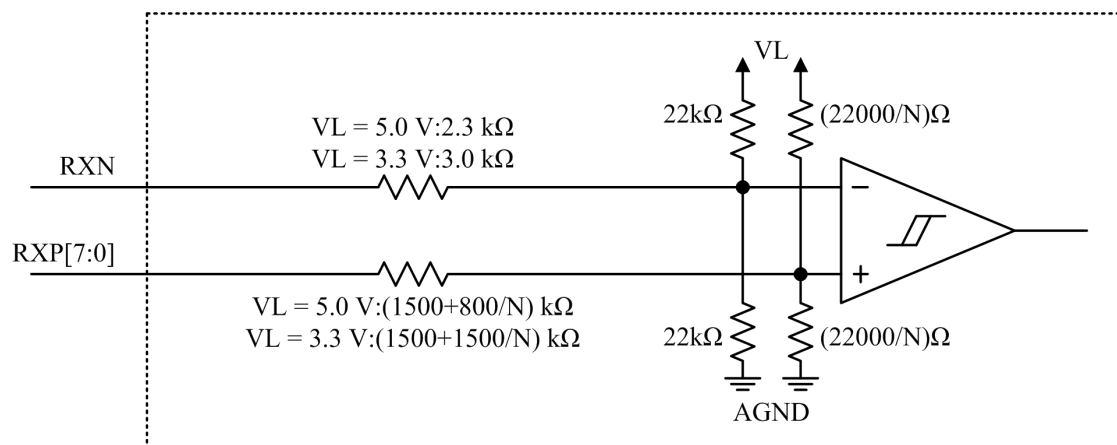 VL
22kΩ
(22000/N)Ω
VL = 5.0 V:2.3 kΩ
VL = 3.3 V:3.0 kΩ
RXN
−
RXP[7:0]
+
VL = 5.0 V:(1500+800/N) kΩ
VL = 3.3 V:(1500+1500/N) kΩ
22kΩ
(22000/N)Ω
AGND